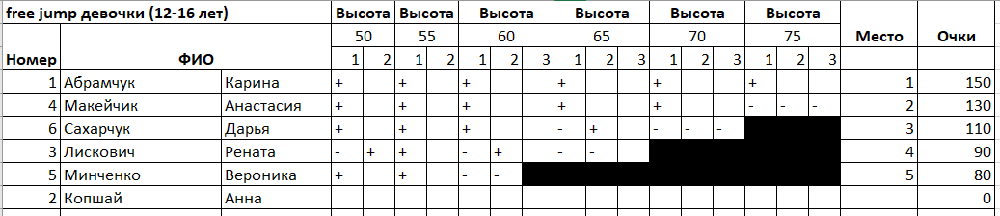 free jump девочки (12-16 лет) Высота Высота Высота Высота Высота Высота
50 55 60 65 70 75 Место Очки
Номер ФИО 1 2 1 2 1 2 3 1 2 3 1 2 3 1 2 3
1 Абрамчук Карина + + + + + + 1 150
4 Макейчик Анастасия + + + + + - - - 2 130
6 Сахарчук Дарья + + + - + - - - 3 110
3 Лискович Рената - + + - + - - 4 90
5 Минченко Вероника + + - - 5 80
2 Копшай Анна 0